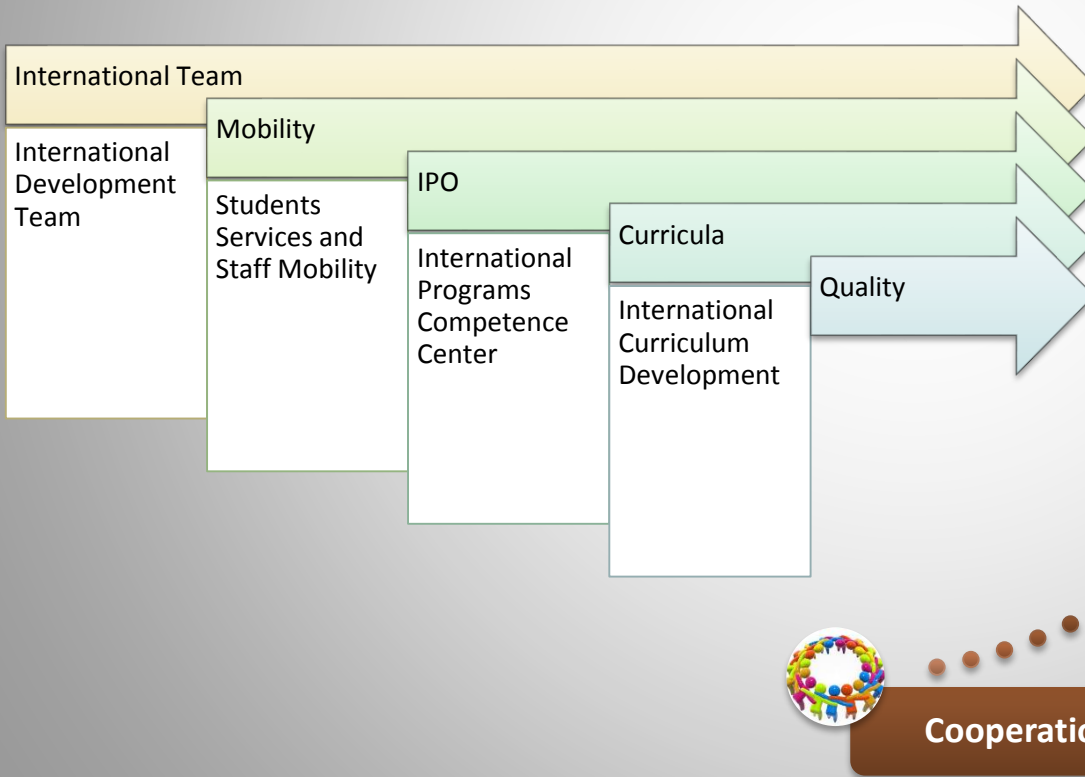 International Team
International
Development
Team
Mobility
Students
Services and
Staff Mobility
IPO
International
Programs
Competence
Center
Curricula
International
Curriculum
Development
Quality
Cooperatio